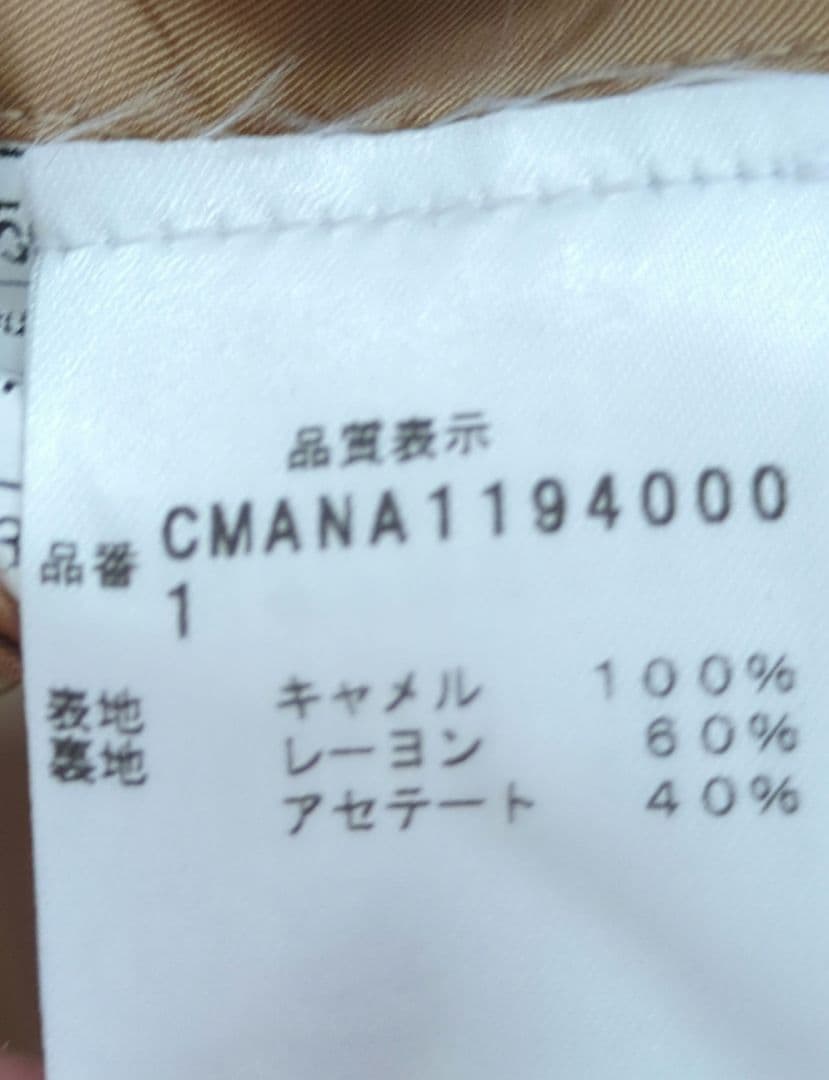 品質表示
品番 CMANA1194000
1
表地 キャメル 100%
裏地 レーヨン 60%
アセテート 40%